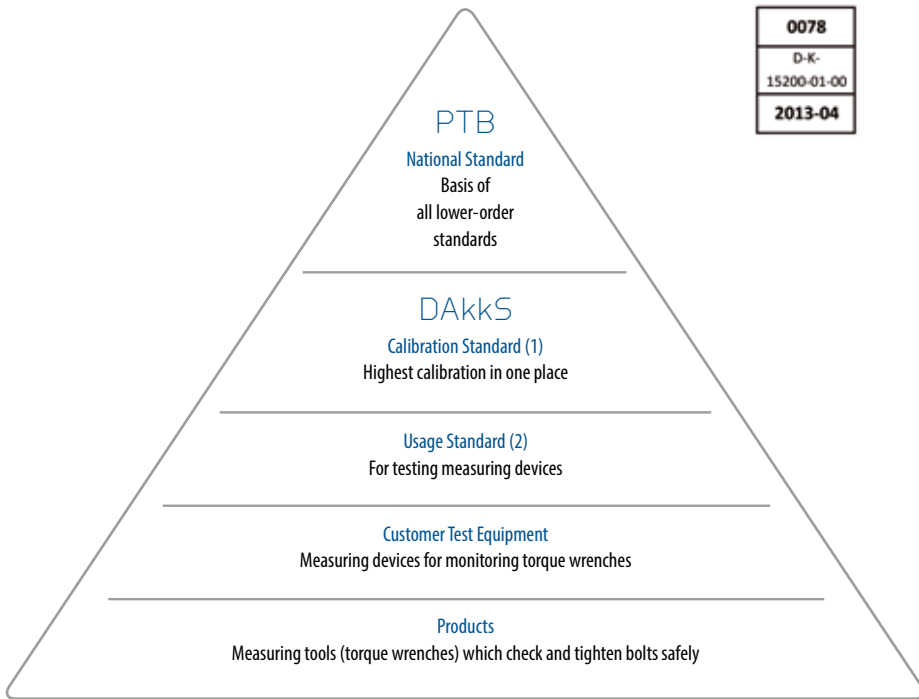 0078
D-K-
15200-01-00
2013-04
PTB
National Standard
Basis of
all lower-order
standards
DAkkS
Calibration Standard (1)
Highest calibration in one place
Usage Standard (2)
For testing measuring devices
Customer Test Equipment
Measuring devices for monitoring torque wrenches
Products
Measuring tools (torque wrenches) which check and tighten bolts safely